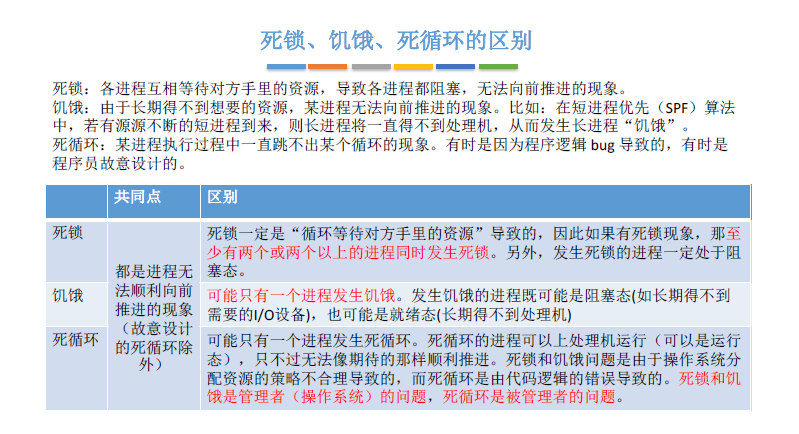 死锁、饥饿、死循环的区别
死锁：各进程互相等待对方手里的资源，导致各进程都阻塞，无法向前推进的现象。
饥饿：由于长期得不到想要的资源，某进程无法向前推进的现象。比如：在短进程优先（SPF）算法
中，若有源源不断的短进程到来，则长进程将一直得不到处理机，从而发生长进程“饥饿”。
死循环：某进程执行过程中一直跳不出某个循环的现象。有时是因为程序逻辑 bug 导致的，有时是
程序员故意设计的。
共同点
区别
死锁
都是进程无
法顺利向前
推进的现象
（故意设计
的死循环除
外）
死锁一定是“循环等待对方手里的资源”导致的，因此如果有死锁现象，那至
少有两个或两个以上的进程同时发生死锁。另外，发生死锁的进程一定处于阻
塞态。
饥饿
可能只有一个进程发生饥饿。发生饥饿的进程既可能是阻塞态(如长期得不到
需要的I/O设备)，也可能是就绪态(长期得不到处理机)
死循环
可能只有一个进程发生死循环。死循环的进程可以上处理机运行（可以是运行
态），只不过无法像期待的那样顺利推进。死锁和饥饿问题是由于操作系统分
配资源的策略不合理导致的，而死循环是由代码逻辑的错误导致的。死锁和饥
饿是管理者（操作系统）的问题，死循环是被管理者的问题。